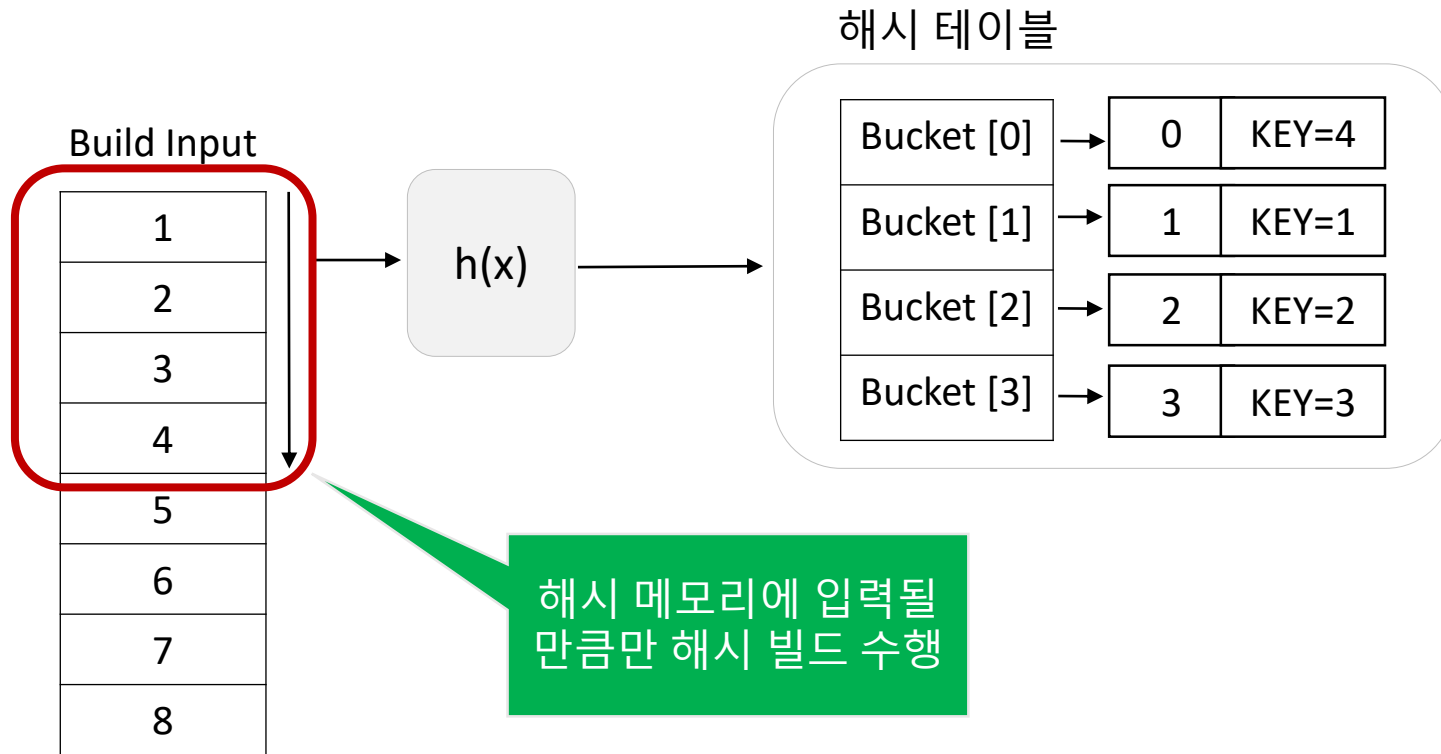 해시 테이블
Build Input
1
2
3
4
5
6
7
8
h(x)
Bucket [0]
0 KEY=4
Bucket [1]
1 KEY=1
Bucket [2]
2 KEY=2
Bucket [3]
3 KEY=3
해시 메모리에 입력될
만큼만 해시 빌드 수행